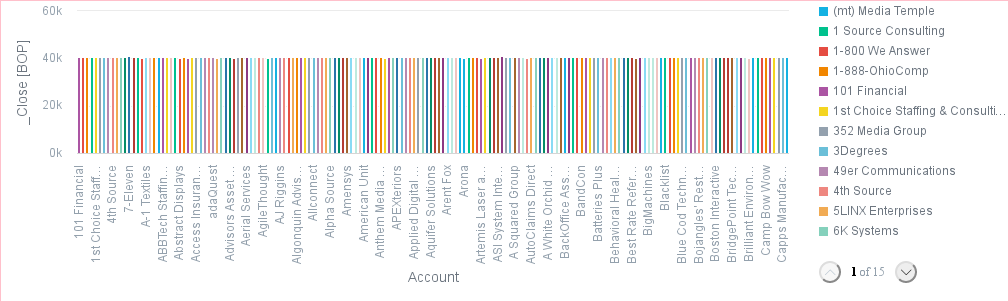 _Close [BOP]
60k
40k
20k
0k
101 Financial
1st Choice Staff...
4th Source
7-Eleven
A-1 Textiles
ABBTech Staffin...
Abstract Displays
Access Insuran...
adaQuest
Advisors Asset...
Aerial Services
AgileThought
AJ Riggins
Algonquin Advis...
Allconnect
Alpha Source
Amensys
American Unit
Anthem Media ...
APEXteriors
Applied Digital ...
Aquifer Solutions
Arent Fox
Arona
Artemis Laser a...
ASI System Inte...
A Squared Group
AutoClaims Direct
A White Orchid ...
BackOffice Ass...
BandCon
Batteries Plus
Behavioral Heal...
Best Rate Refer...
BigMachines
Blacklist
Blue Cod Techn...
Bojangles' Rest...
Boston Interactive
BridgePoint Tec...
Brilliant Environ...
Camp Bow Wow
Capps Manufac...
Account
(mt) Media Temple
1 Source Consulting
1-800 We Answer
1-888-OhioComp
101 Financial
1st Choice Staffing & Consulti...
352 Media Group
3Degrees
49er Communications
4th Source
5LINX Enterprises
6K Systems
1 of 15